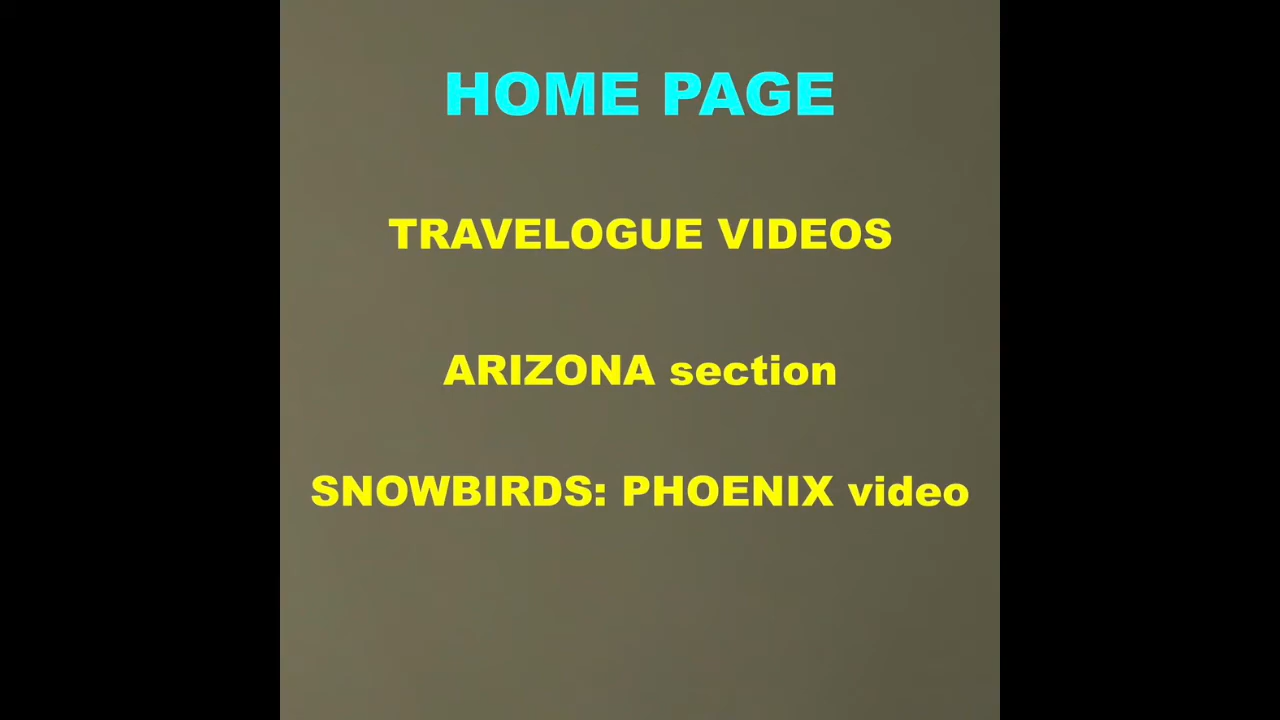 HOME PAGE
TRAVELOGUE VIDEOS
ARIZONA section
SNOWBIRDS: PHOENIX video